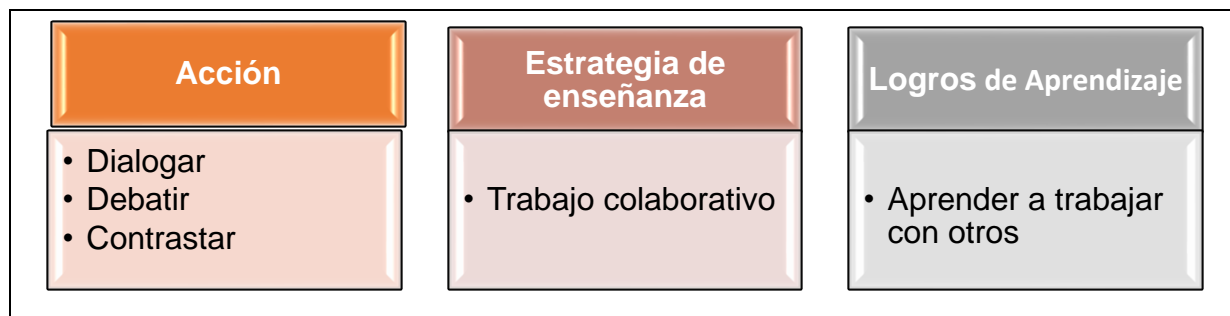 Acción
• Dialogar
• Debatir
• Contrastar
Estrategia de
enseñanza
• Trabajo colaborativo
Logros de Aprendizaje
• Aprender a trabajar
con otros